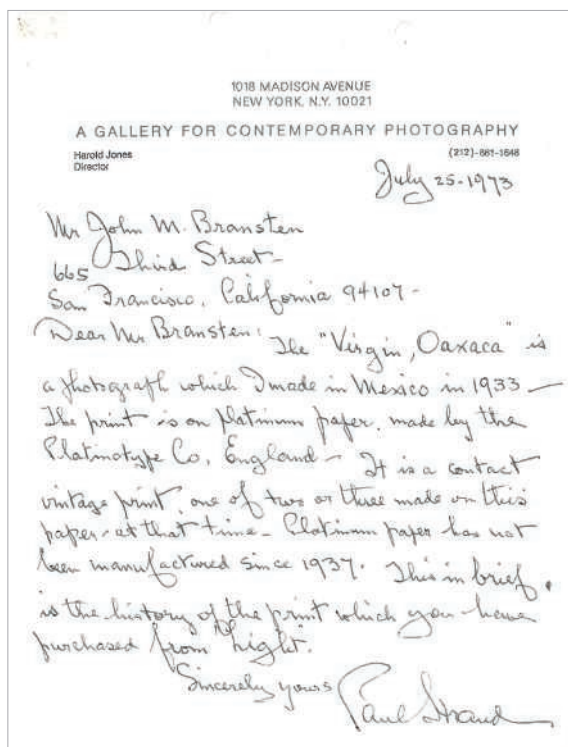 1018 MADISON AVENUE
NEW YORK, N.Y. 10021
A GALLERY FOR CONTEMPORARY PHOTOGRAPHY
Harold Jones
Director
(212)-661-1646
July 25-1973
Mr John M. Bransten
665 Third Street-
San Francisco, California 94107-
Dear Mr Bransten: The "Virgin, Oaxaca" is
a photograph which I made in Mexico in 1933 —
The print is on platinum paper, made by the
Platinotype Co, England - It is a contact
vintage print, one of two or three made on this
paper at that time - Platinum paper has not
been manufactured since 1937. This in brief,
is the history of the print which you have
purchased from "Light".
Sincerely yours
Paul Strand